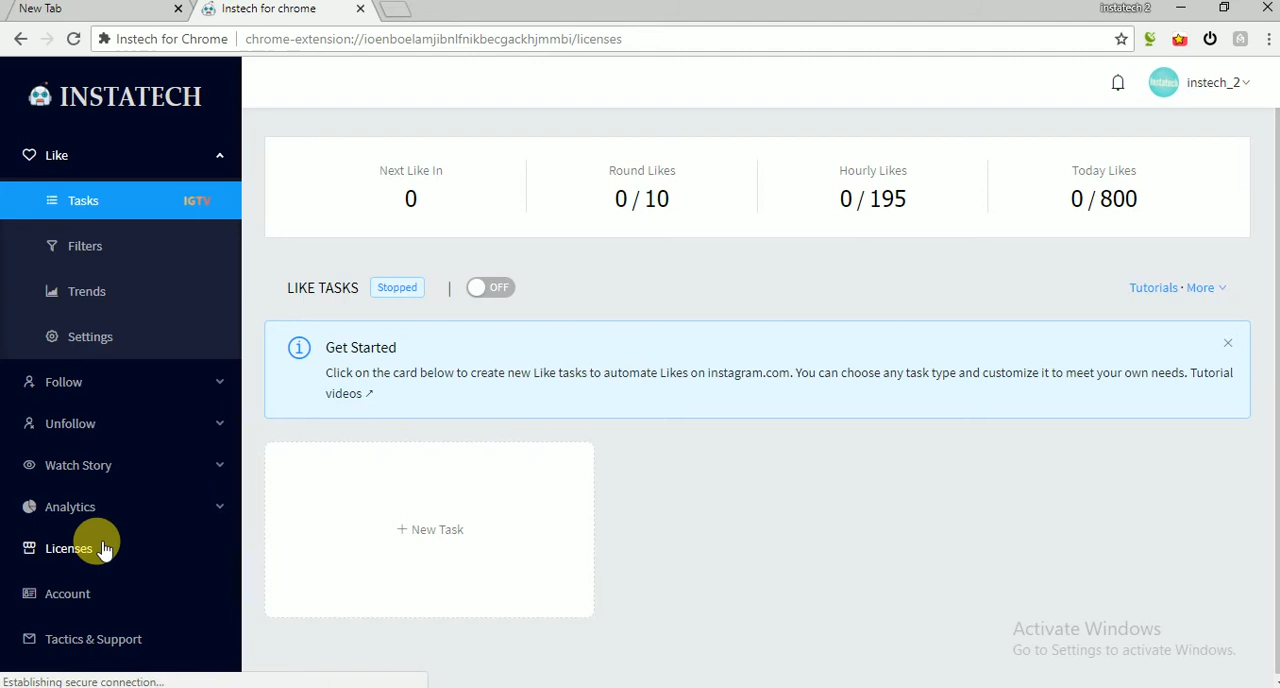 New Tab
Instech for chrome
instatech 2
Instech for Chrome
chrome-extension://ioenboelamjibnlfnikbecgackhjmmbi/licenses
INSTATECH
instech_2
Like
Tasks
IGTV
Filters
Trends
Settings
Follow
Unfollow
Watch Story
Analytics
Licenses
Account
Tactics & Support
Next Like In
0
Round Likes
0 / 10
Hourly Likes
0 / 195
Today Likes
0 / 800
LIKE TASKS Stopped | OFF
Tutorials · More
Get Started
Click on the card below to create new Like tasks to automate Likes on instagram.com. You can choose any task type and customize it to meet your own needs. Tutorial
videos ↗
+ New Task
Activate Windows
Go to Settings to activate Windows.
Establishing secure connection...